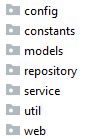 config
constants
models
repository
service
util
web